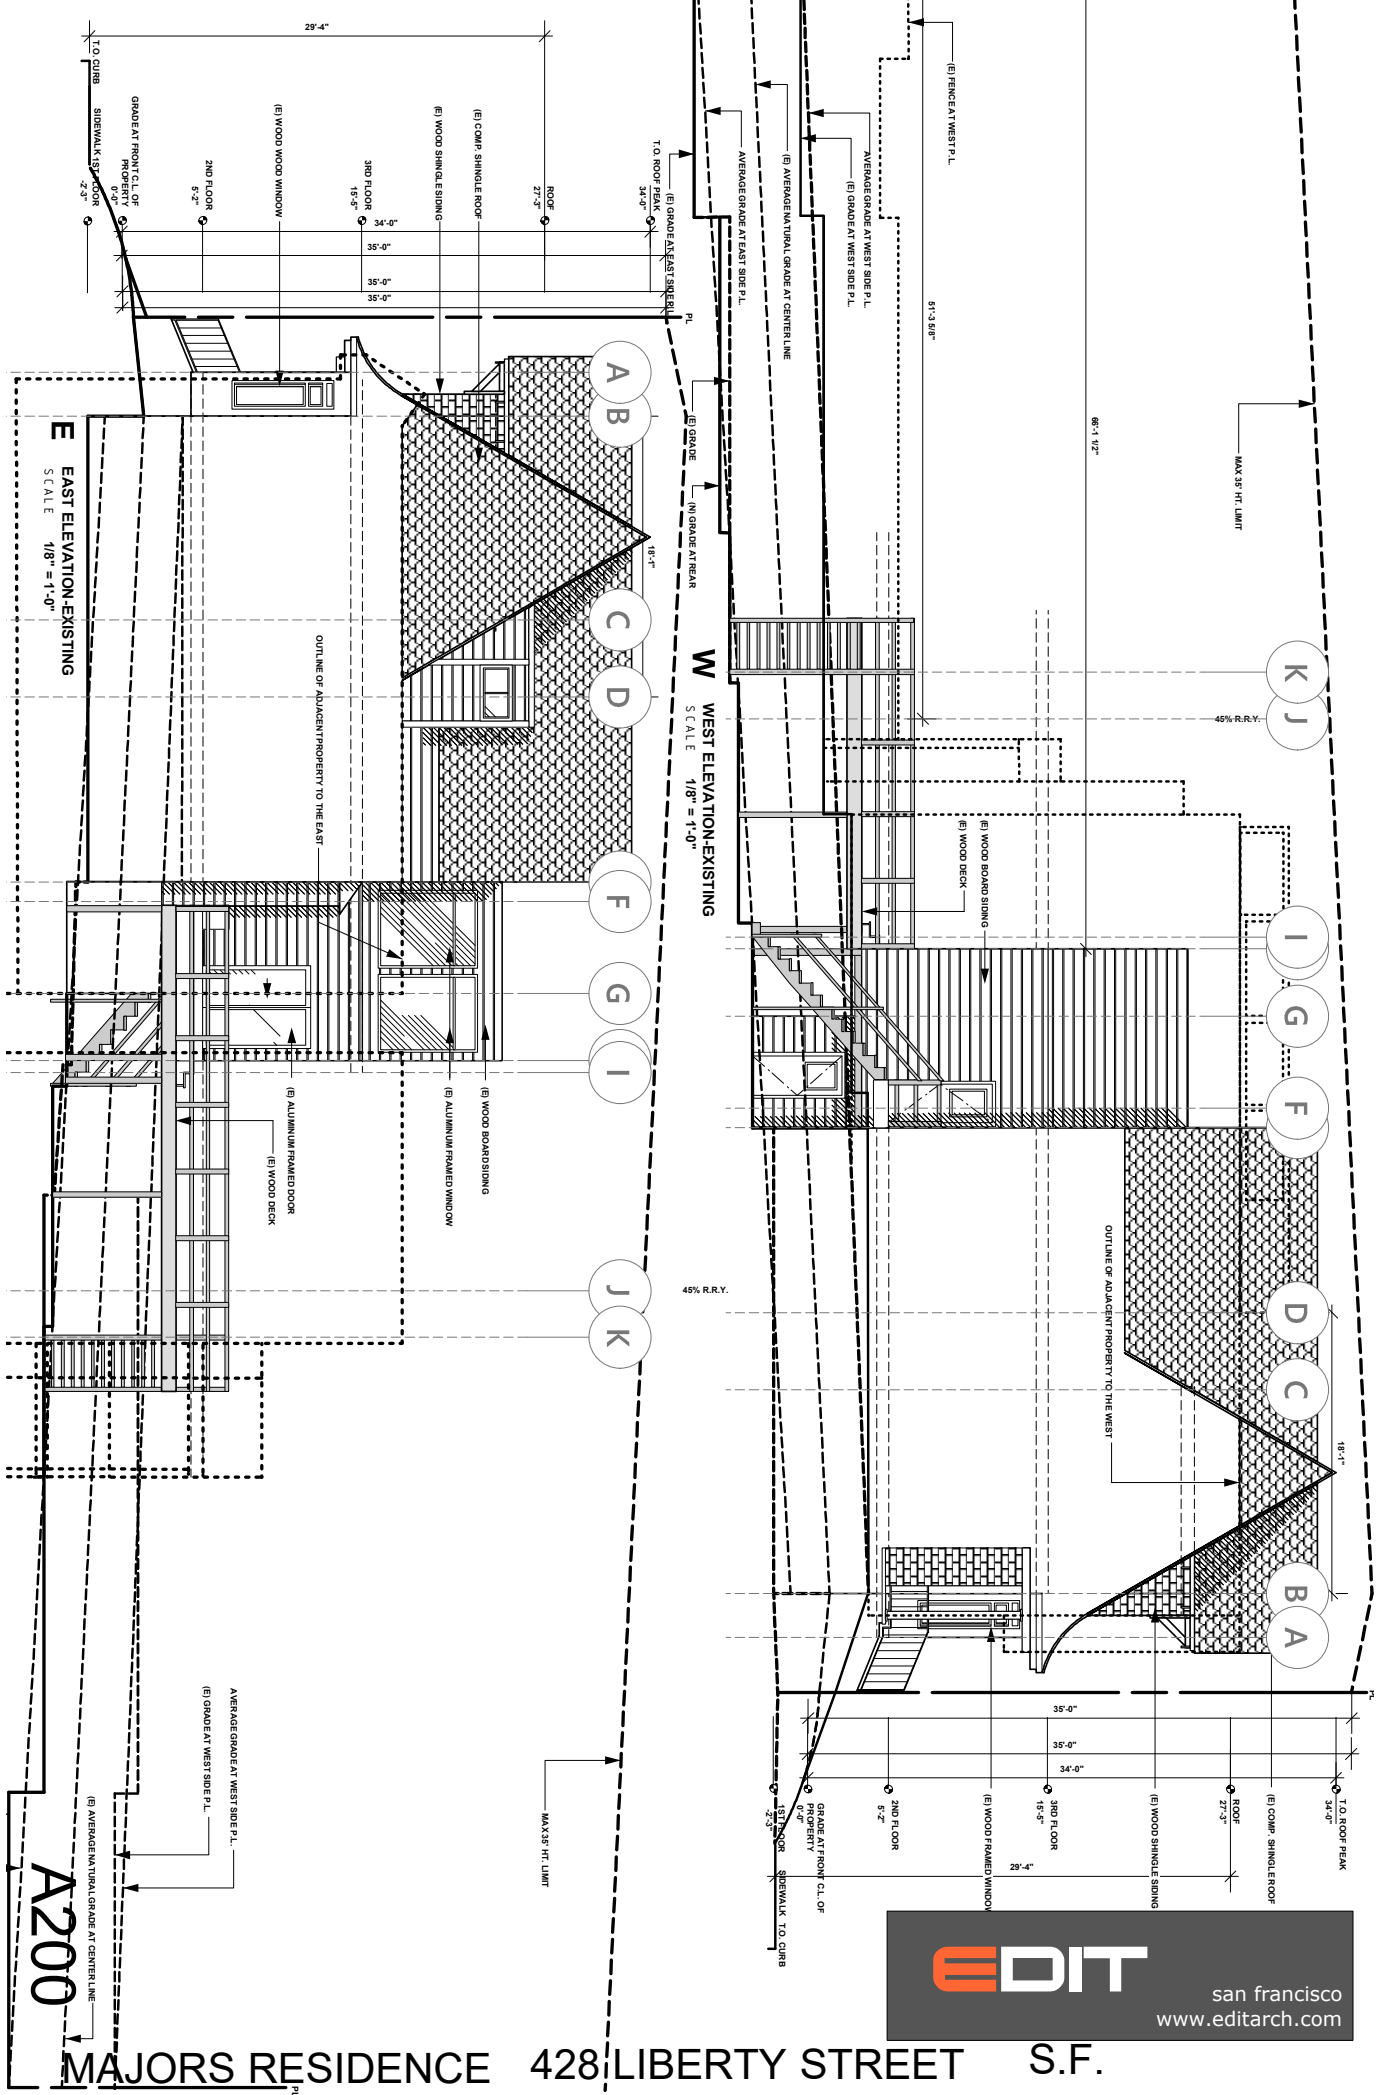 29'-4"
T.O. CURB
SIDEWALK
1ST FLOOR
-2'-3"
GRADE AT FRONT C.L. OF
PROPERTY
0'-0"
2ND FLOOR
5'-2"
(E) WOOD WOOD WINDOW
3RD FLOOR
15'-5"
(E) WOOD SHINGLE SIDING
(E) COMP. SHINGLE ROOF
ROOF
27'-3"
T.O. ROOF PEAK
34'-0"
(E) GRADE AT EAST SIDE P.L.
34'-0"
35'-0"
35'-0"
35'-0"
PL
A
B
C
D
F
G
I
J
K
18'-1"
E
EAST ELEVATION-EXISTING
SCALE 1/8" = 1'-0"
OUTLINE OF ADJACENT PROPERTY TO THE EAST
(E) WOOD BOARD SIDING
(E) ALUMINUM FRAMED WINDOW
(E) ALUMINUM FRAMED DOOR
(E) WOOD DECK
45% R.R.Y.
MAX 35' HT. LIMIT
AVERAGE GRADE AT WEST SIDE P.L.
(E) GRADE AT WEST SIDE P.L.
(E) AVERAGE NATURAL GRADE AT CENTER LINE
PL
(E) FENCE AT WEST P.L.
AVERAGE GRADE AT WEST SIDE P.L.
(E) GRADE AT WEST SIDE P.L.
(E) AVERAGE NATURAL GRADE AT CENTER LINE
AVERAGE GRADE AT EAST SIDE P.L.
51'-3 5/8"
66'-1 1/2"
MAX 35' HT. LIMIT
(E) GRADE
(N) GRADE AT REAR
W
WEST ELEVATION-EXISTING
SCALE 1/8" = 1'-0"
K
J
45% R.R.Y.
I
G
F
D
C
B
A
(E) WOOD BOARD SIDING
(E) WOOD DECK
OUTLINE OF ADJACENT PROPERTY TO THE WEST
18'-1"
PL
35'-0"
35'-0"
34'-0"
T.O. ROOF PEAK
34'-0"
(E) COMP. SHINGLE ROOF
ROOF
27'-3"
(E) WOOD SHINGLE SIDING
3RD FLOOR
15'-5"
(E) WOOD FRAMED WINDOW
2ND FLOOR
5'-2"
GRADE AT FRONT C.L. OF
PROPERTY
0'-0"
1ST FLOOR
-2'-3"
SIDEWALK
T.O. CURB
29'-4"
A200
EDIT
san francisco
www.editarch.com
MAJORS RESIDENCE 428 LIBERTY STREET S.F.